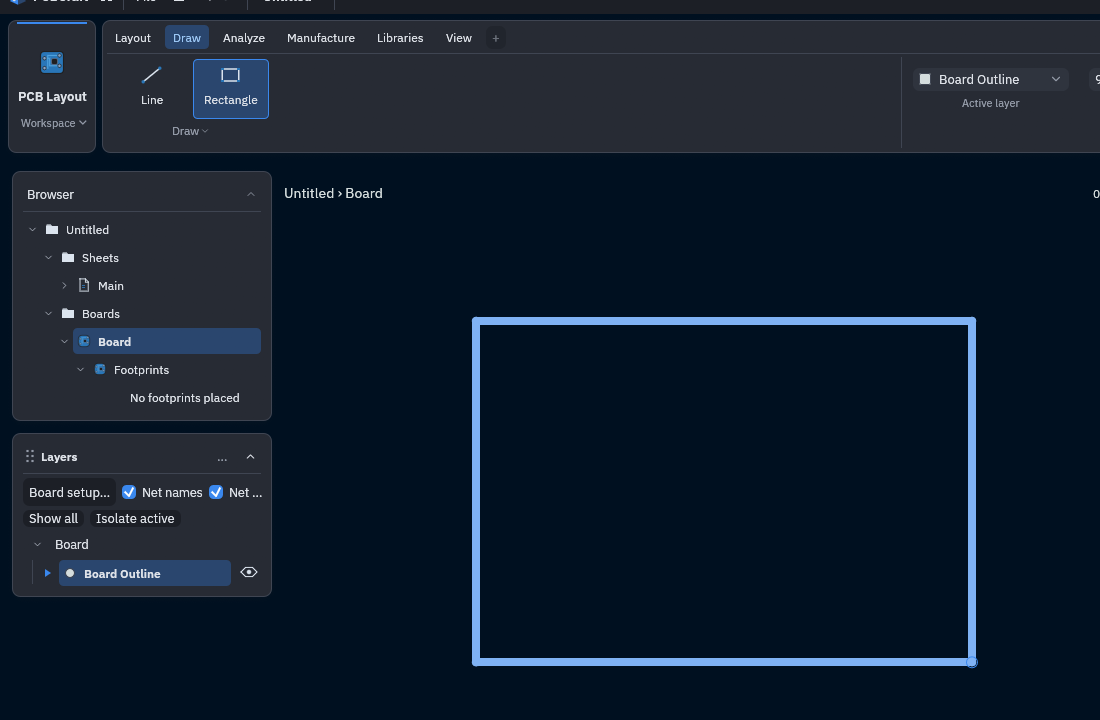 Layout Draw Analyze Manufacture Libraries View +
PCB Layout
Workspace
Line Rectangle
Draw
Board Outline
Active layer
Browser
Untitled › Board
Untitled
Sheets
Main
Boards
Board
Footprints
No footprints placed
Layers ...
Board setup... Net names Net ...
Show all Isolate active
Board
Board Outline